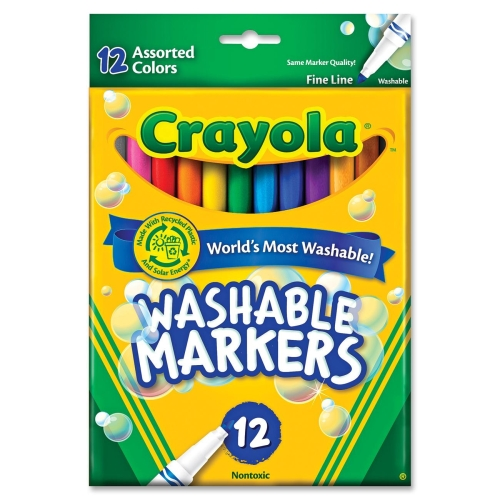 12 Assorted
Colors
Same Marker Quality!
Fine Line
Washable
Crayola®
™
Made With Recycled Plastic
And Solar Energy*
World's Most Washable!
WASHABLE
MARKERS
12
Nontoxic
®